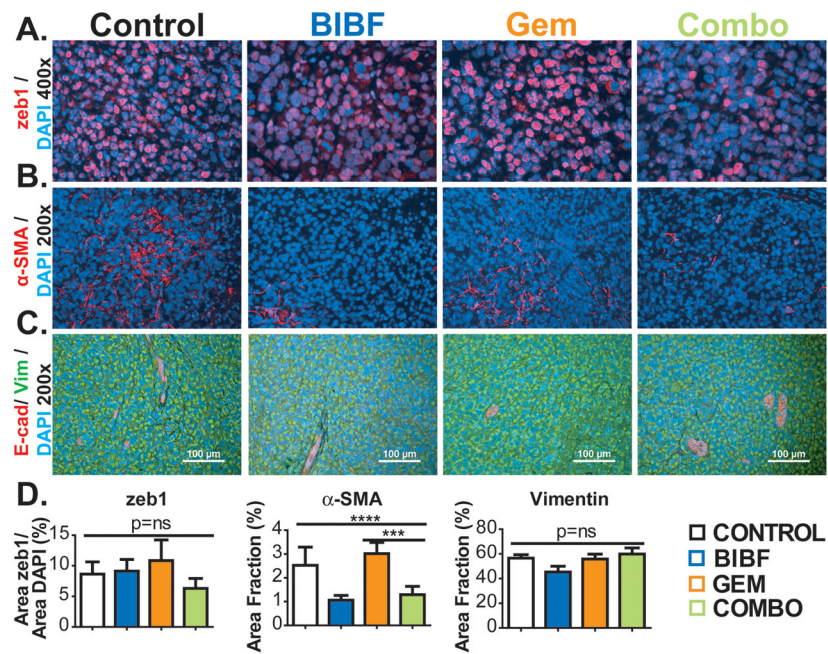 A. Control BIBF Gem Combo
zeb1 /
DAPI 400x
B.
α-SMA /
DAPI 200x
C.
E-cad/ Vim /
DAPI 200x
100 µm
100 µm
100 µm
100 µm
D.
zeb1
p=ns
Area zeb1/
Area DAPI (%)
15
10
5
0
α-SMA
****
***
Area Fraction (%)
4
3
2
1
0
Vimentin
p=ns
Area Fraction (%)
80
60
40
20
0
CONTROL
BIBF
GEM
COMBO